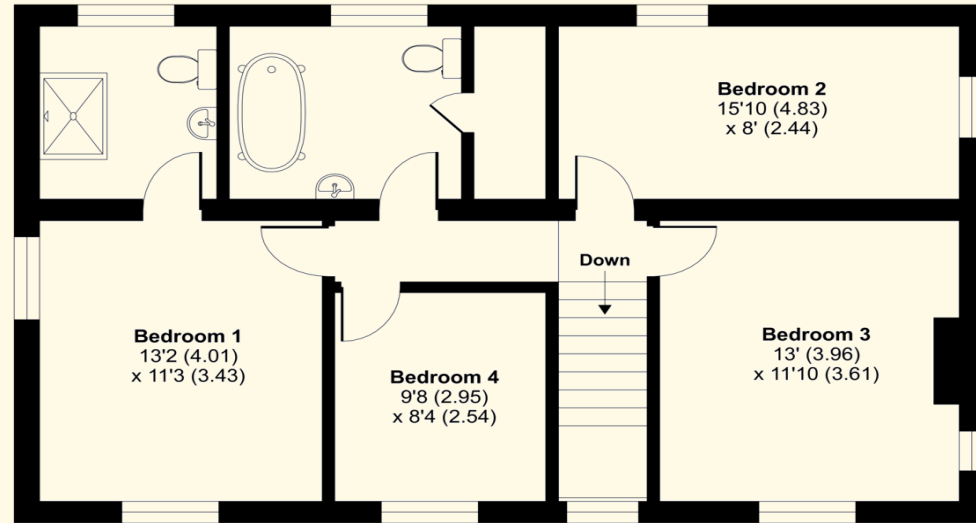 Bedroom 2
15'10 (4.83)
x 8' (2.44)
Down
Bedroom 1
13'2 (4.01)
x 11'3 (3.43)
Bedroom 3
13' (3.96)
x 11'10 (3.61)
Bedroom 4
9'8 (2.95)
x 8'4 (2.54)